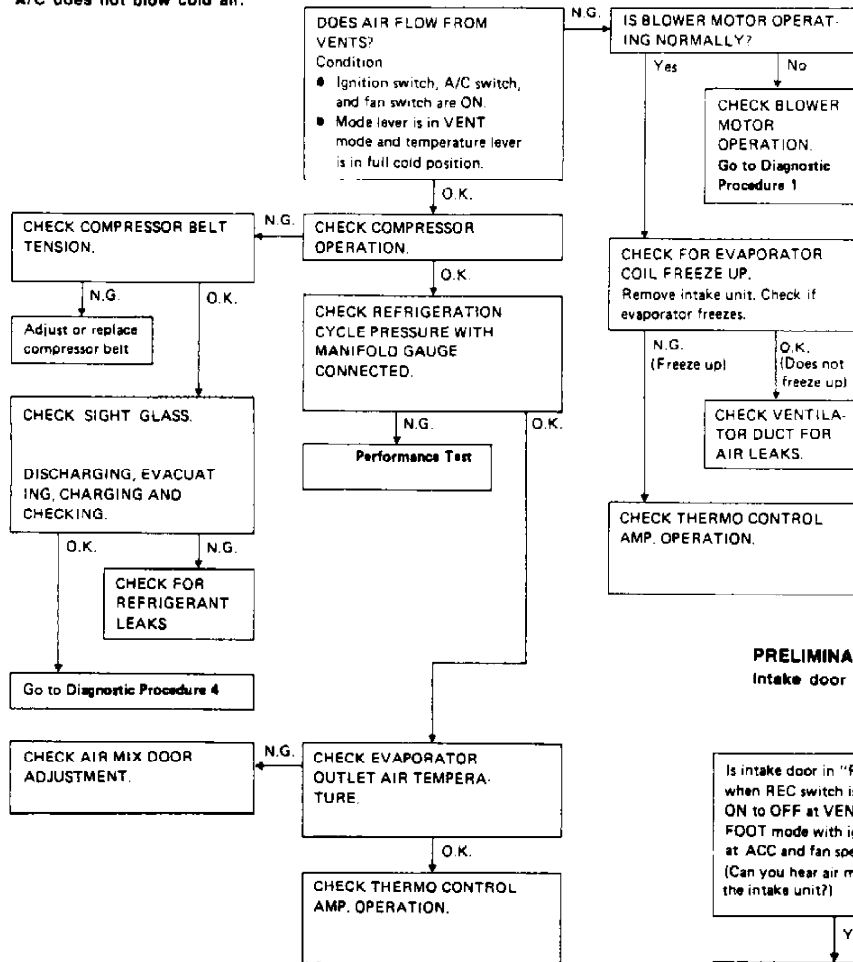 A/C does not blow cold air.
DOES AIR FLOW FROM
VENTS?
Condition
● Ignition switch, A/C switch,
and fan switch are ON.
● Mode lever is in VENT
mode and temperature lever
is in full cold position.
N.G.
IS BLOWER MOTOR OPERAT-
ING NORMALLY?
Yes
No
CHECK BLOWER
MOTOR
OPERATION.
Go to Diagnostic
Procedure 1
O.K.
CHECK COMPRESSOR
OPERATION.
N.G.
CHECK COMPRESSOR BELT
TENSION.
N.G.
O.K.
Adjust or replace
compressor belt
O.K.
CHECK REFRIGERATION
CYCLE PRESSURE WITH
MANIFOLD GAUGE
CONNECTED.
CHECK FOR EVAPORATOR
COIL FREEZE UP.
Remove intake unit. Check if
evaporator freezes.
N.G.
(Freeze up)
O.K.
(Does not
freeze up)
CHECK VENTILA-
TOR DUCT FOR
AIR LEAKS.
CHECK SIGHT GLASS.
DISCHARGING, EVACUAT
ING, CHARGING AND
CHECKING.
N.G.
O.K.
Performance Test
CHECK THERMO CONTROL
AMP. OPERATION.
O.K.
N.G.
CHECK FOR
REFRIGERANT
LEAKS
Go to Diagnostic Procedure 4
CHECK AIR MIX DOOR
ADJUSTMENT.
N.G.
CHECK EVAPORATOR
OUTLET AIR TEMPERA-
TURE.
O.K.
CHECK THERMO CONTROL
AMP. OPERATION.
PRELIMINA
Intake door
Is intake door in "R
when REC switch is
ON to OFF at VEN
FOOT mode with ig
at ACC and fan spe
(Can you hear air m
the intake unit?)
Y